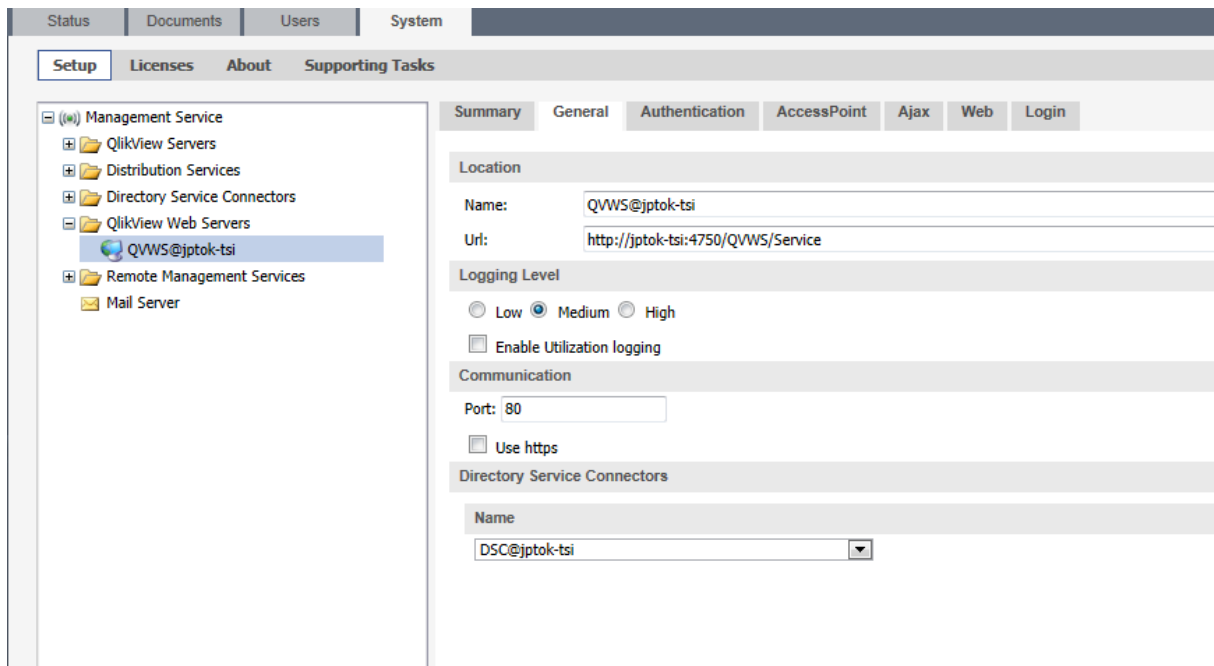 Status Documents Users System
Setup Licenses About Supporting Tasks
Management Service
QlikView Servers
Distribution Services
Directory Service Connectors
QlikView Web Servers
QVWS@jptok-tsi
Remote Management Services
Mail Server
Summary General Authentication AccessPoint Ajax Web Login
Location
Name: QVWS@jptok-tsi
Url: http://jptok-tsi:4750/QVWS/Service
Logging Level
Low Medium High
Enable Utilization logging
Communication
Port: 80
Use https
Directory Service Connectors
Name
DSC@jptok-tsi